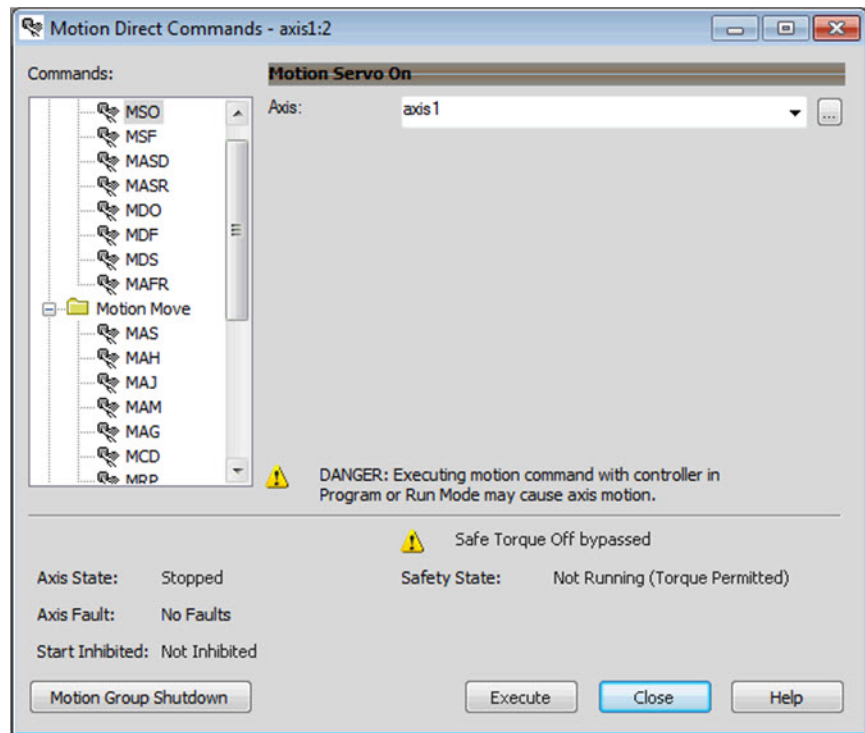 Motion Direct Commands - axis1:2
Commands:
Motion Servo On
MSO
MSF
MASD
MASR
MDO
MDF
MDS
MAFR
Motion Move
MAS
MAH
MAJ
MAM
MAG
MCD
MRP
Axis:
axis1
...
DANGER: Executing motion command with controller in
Program or Run Mode may cause axis motion.
Safe Torque Off bypassed
Axis State: Stopped
Safety State: Not Running (Torque Permitted)
Axis Fault: No Faults
Start Inhibited: Not Inhibited
Motion Group Shutdown
Execute
Close
Help